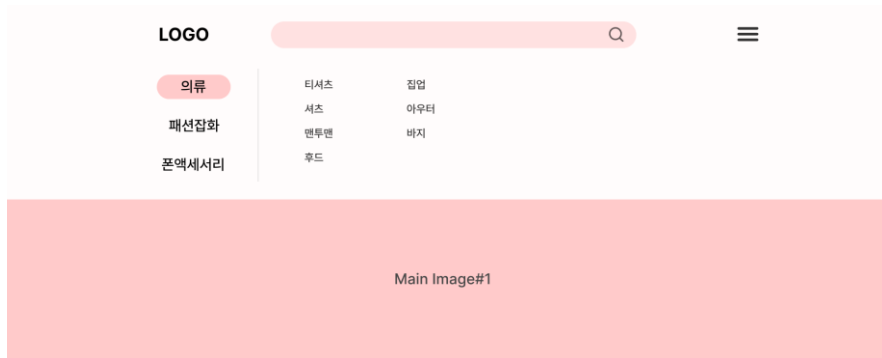 LOGO
의류
패션잡화
폰액세서리
티셔츠
셔츠
맨투맨
후드
집업
아우터
바지
Main Image#1